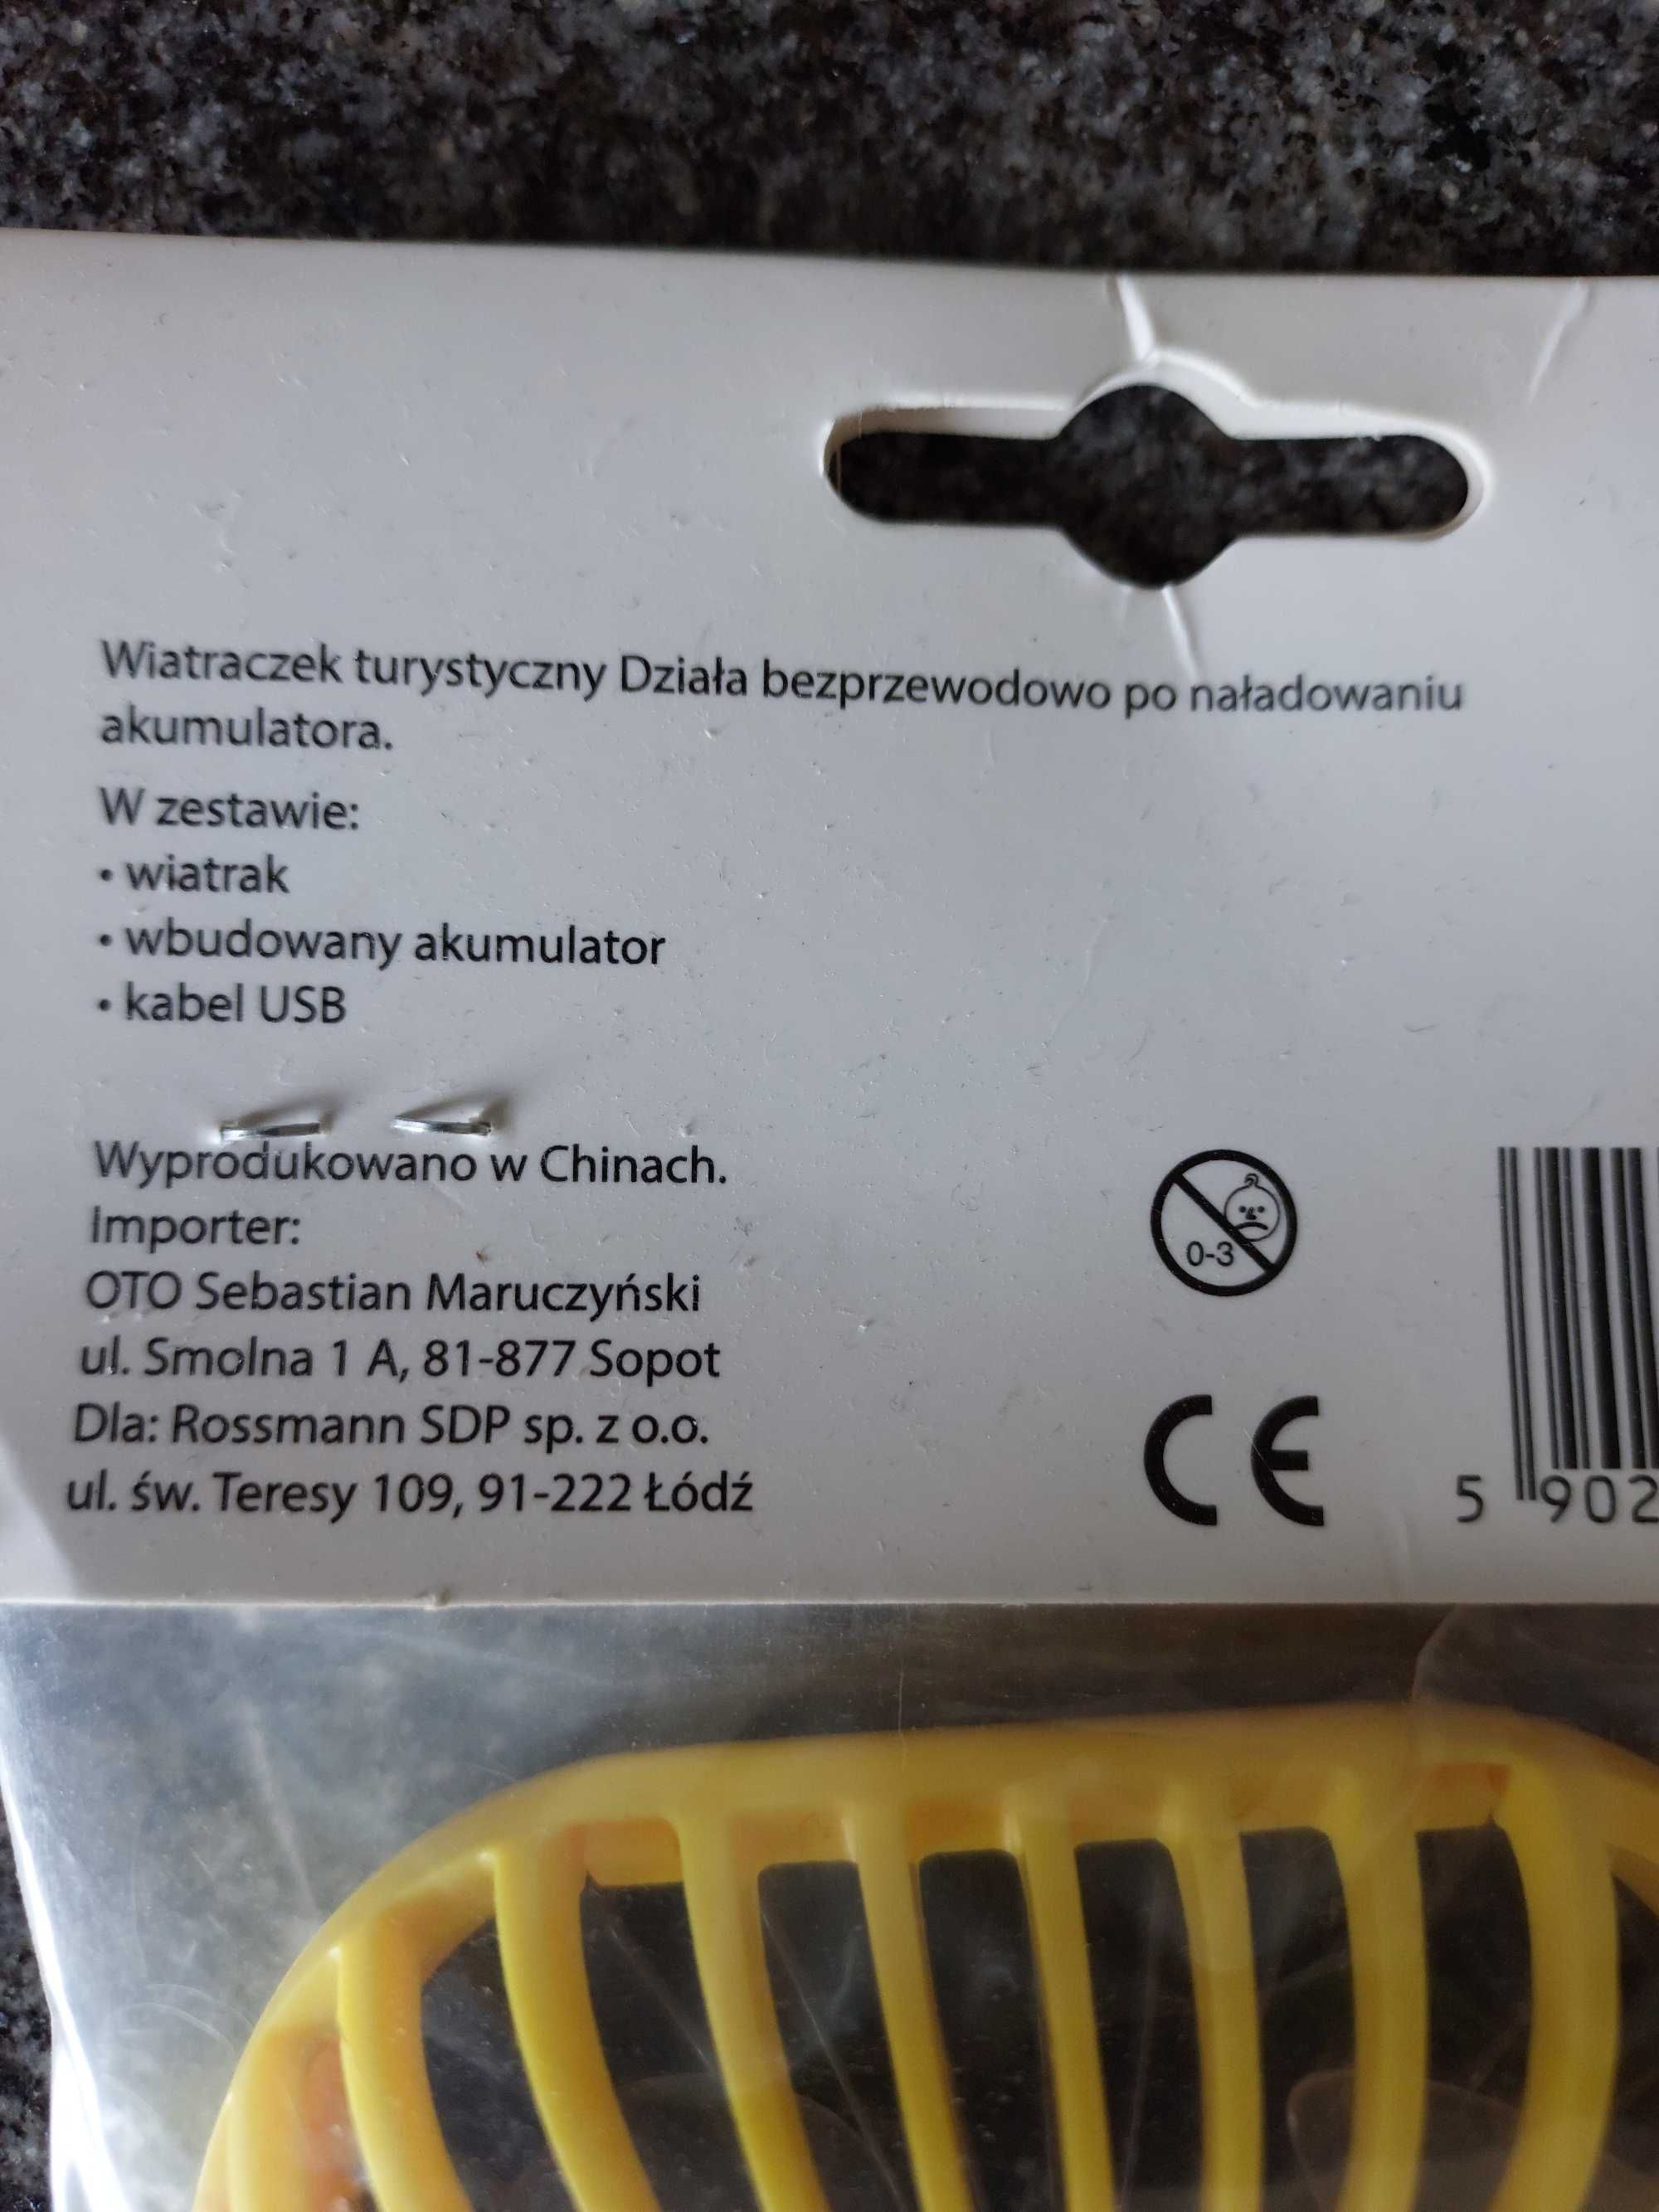 Wiatraczek turystyczny Działa bezprzewodowo po naładowaniu
akumulatora.
W zestawie:
• wiatrak
• wbudowany akumulator
• kabel USB
Wyprodukowano w Chinach.
Importer:
OTO Sebastian Maruczyński
ul. Smolna 1 A, 81-877 Sopot
Dla: Rossmann SDP sp. z o.o.
ul. św. Teresy 109, 91-222 Łódź
0-3
CE
5 902